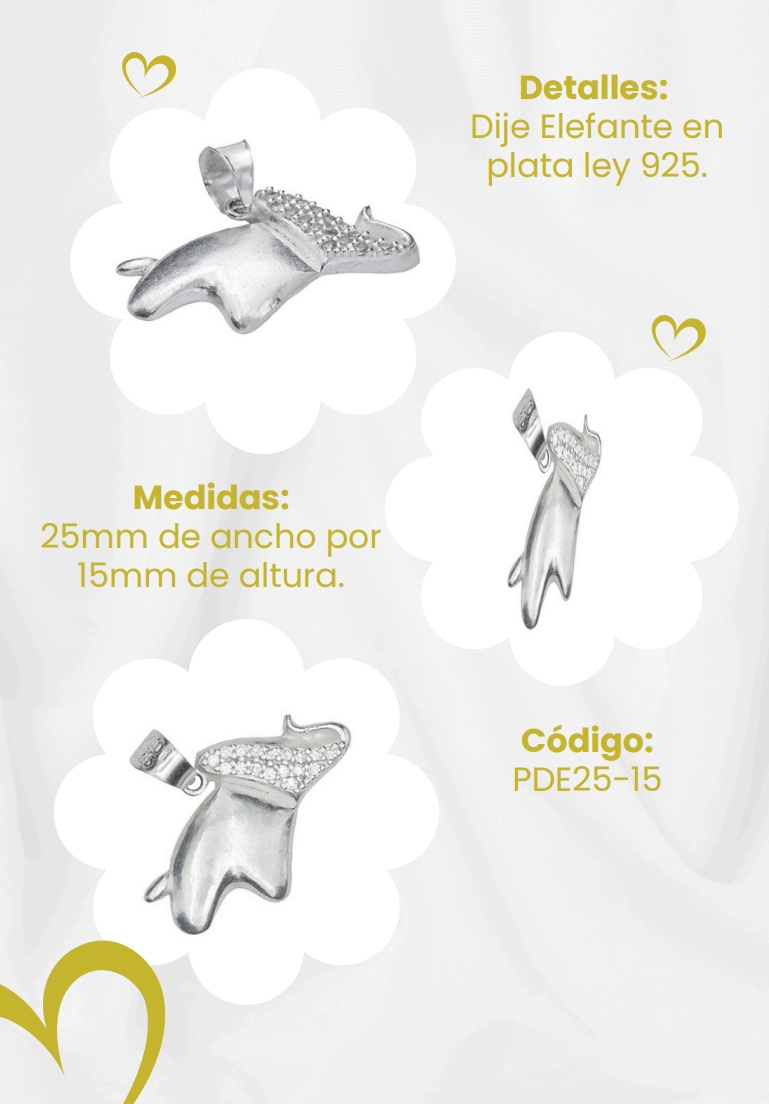 Detalles:
Dije Elefante en
plata ley 925.
Medidas:
25mm de ancho por
15mm de altura.
Código:
PDE25-15